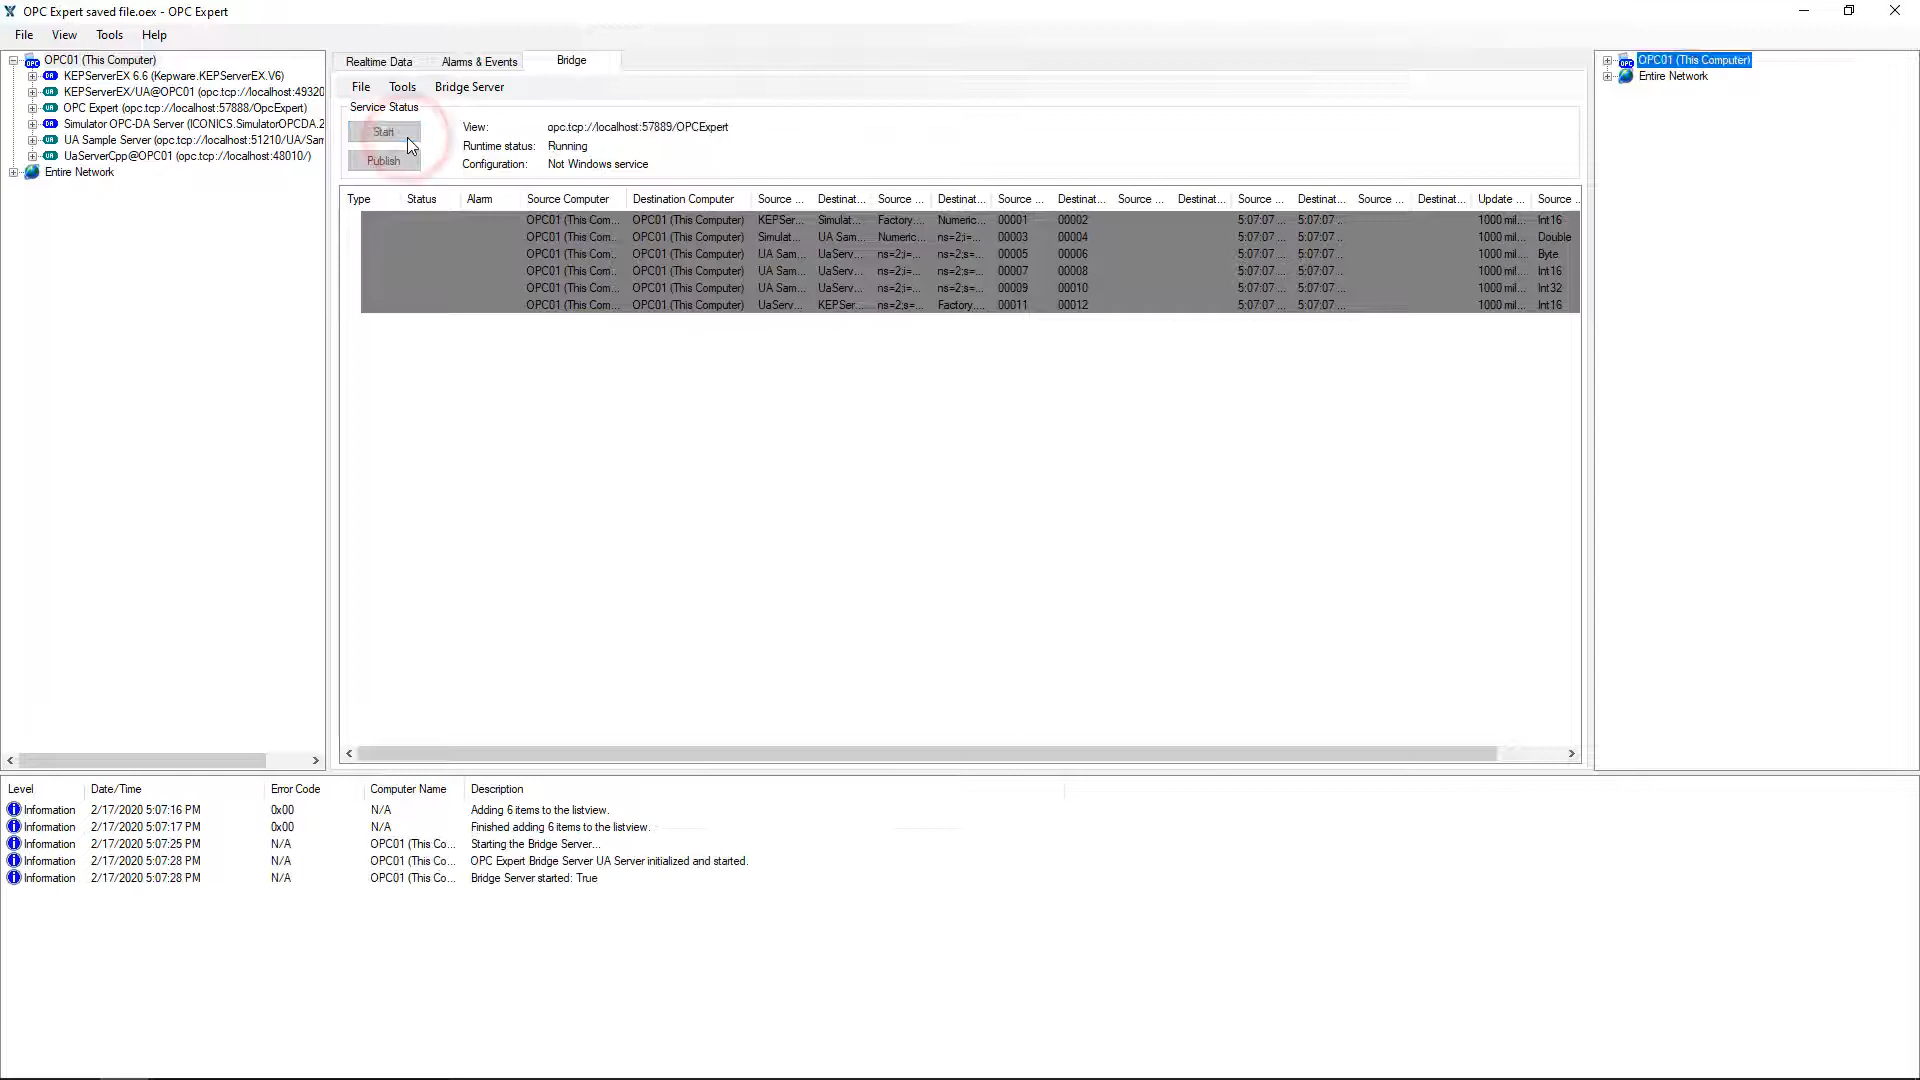 OPC Expert saved file.oex - OPC Expert
File View Tools Help
OPC01 (This Computer)
KEPServerEX 6.6 (Kepware.KEPServerEX.V6)
KEPServerEX/UA@OPC01 (opc.tcp://localhost:49320
OPC Expert (opc.tcp://localhost:57888/OpcExpert)
Simulator OPC-DA Server (ICONICS.SimulatorOPCDA.2
UA Sample Server (opc.tcp://localhost:51210/UA/Sam
UaServerCpp@OPC01 (opc.tcp://localhost:48010/)
Entire Network
Realtime Data Alarms & Events Bridge
File Tools Bridge Server
Service Status
Start
Publish
View: opc.tcp://localhost:57889/OPCExpert
Runtime status: Running
Configuration: Not Windows service
Type Status Alarm Source Computer Destination Computer Source ... Destinat... Source ... Destinat... Source ... Destinat... Source ... Destinat... Source ... Destinat... Source ... Destinat... Update ... Source ...
OPC01 (This Com... OPC01 (This Computer) KEPSer... Simulat... Factory.... Numeric... 00001 00002 5:07:07 ... 5:07:07 ... 1000 mil... Int16
OPC01 (This Com... OPC01 (This Computer) Simulat... UA Sam... Numeric... ns=2;i=... 00003 00004 5:07:07 ... 5:07:07 ... 1000 mil... Double
OPC01 (This Com... OPC01 (This Computer) UA Sam... UaServ... ns=2;i=... ns=2;s=... 00005 00006 5:07:07 ... 5:07:07 ... 1000 mil... Byte
OPC01 (This Com... OPC01 (This Computer) UA Sam... UaServ... ns=2;i=... ns=2;s=... 00007 00008 5:07:07 ... 5:07:07 ... 1000 mil... Int16
OPC01 (This Com... OPC01 (This Computer) UA Sam... UaServ... ns=2;i=... ns=2;s=... 00009 00010 5:07:07 ... 5:07:07 ... 1000 mil... Int32
OPC01 (This Com... OPC01 (This Computer) UaServ... KEPSer... ns=2;s=... Factory.... 00011 00012 5:07:07 ... 5:07:07 ... 1000 mil... Int16
OPC01 (This Computer)
Entire Network
Level Date/Time Error Code Computer Name Description
Information 2/17/2020 5:07:16 PM 0x00 N/A Adding 6 items to the listview.
Information 2/17/2020 5:07:17 PM 0x00 N/A Finished adding 6 items to the listview.
Information 2/17/2020 5:07:25 PM N/A OPC01 (This Co... Starting the Bridge Server...
Information 2/17/2020 5:07:28 PM N/A OPC01 (This Co... OPC Expert Bridge Server UA Server initialized and started.
Information 2/17/2020 5:07:28 PM N/A OPC01 (This Co... Bridge Server started: True